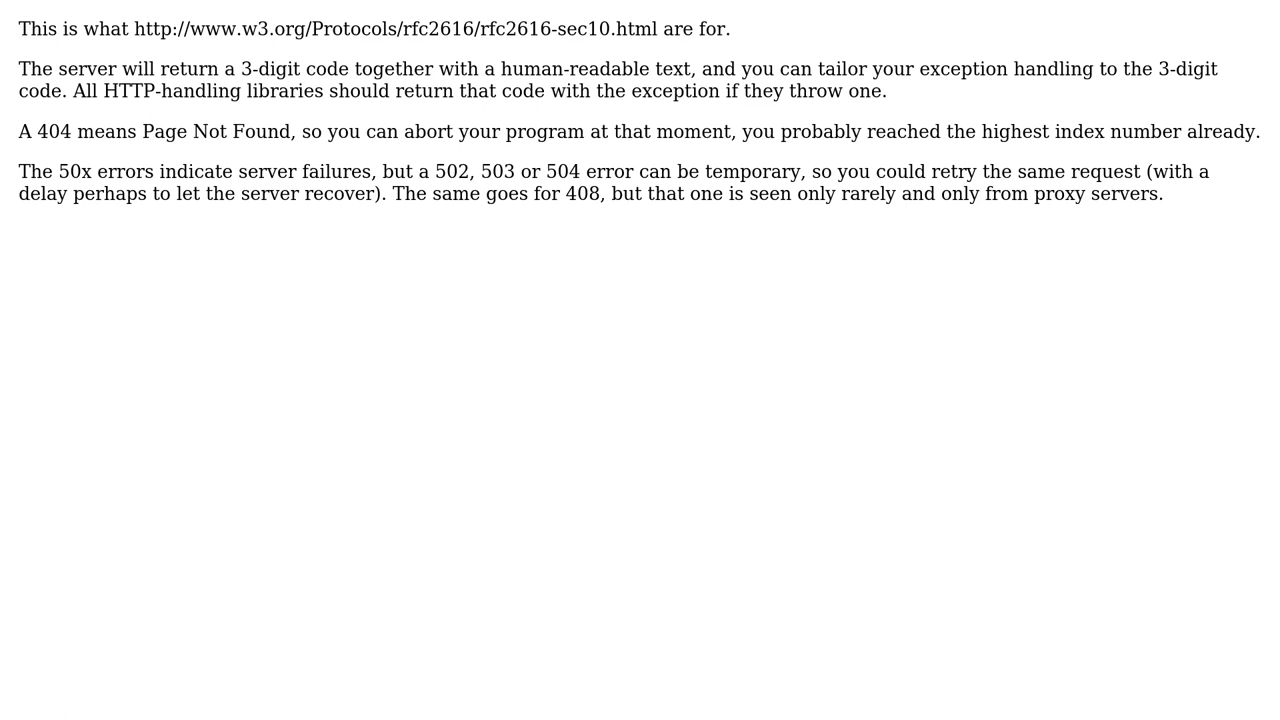 This is what http://www.w3.org/Protocols/rfc2616/rfc2616-sec10.html are for.
The server will return a 3-digit code together with a human-readable text, and you can tailor your exception handling to the 3-digit
code. All HTTP-handling libraries should return that code with the exception if they throw one.
A 404 means Page Not Found, so you can abort your program at that moment, you probably reached the highest index number already.
The 50x errors indicate server failures, but a 502, 503 or 504 error can be temporary, so you could retry the same request (with a
delay perhaps to let the server recover). The same goes for 408, but that one is seen only rarely and only from proxy servers.